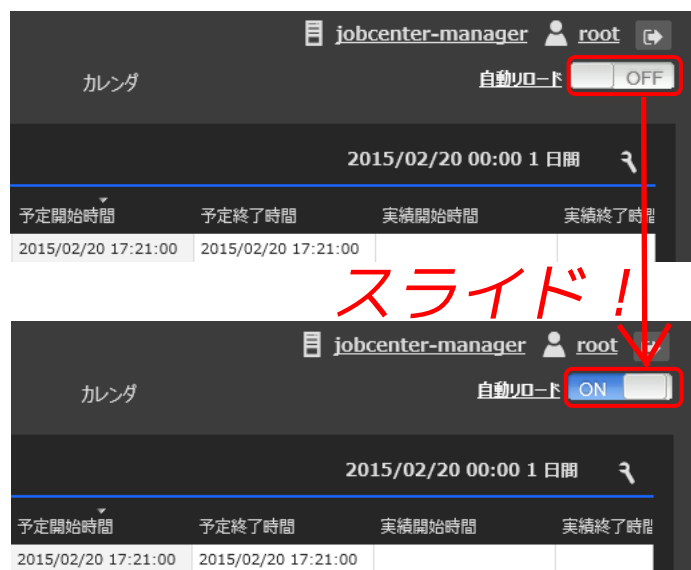 jobcenter-manager root
カレンダ 自動リロード OFF
2015/02/20 00:00 1 日間
予定開始時間 予定終了時間 実績開始時間 実績終了時間
2015/02/20 17:21:00 2015/02/20 17:21:00
スライド！
jobcenter-manager root
カレンダ 自動リロード ON
2015/02/20 00:00 1 日間
予定開始時間 予定終了時間 実績開始時間 実績終了時間
2015/02/20 17:21:00 2015/02/20 17:21:00